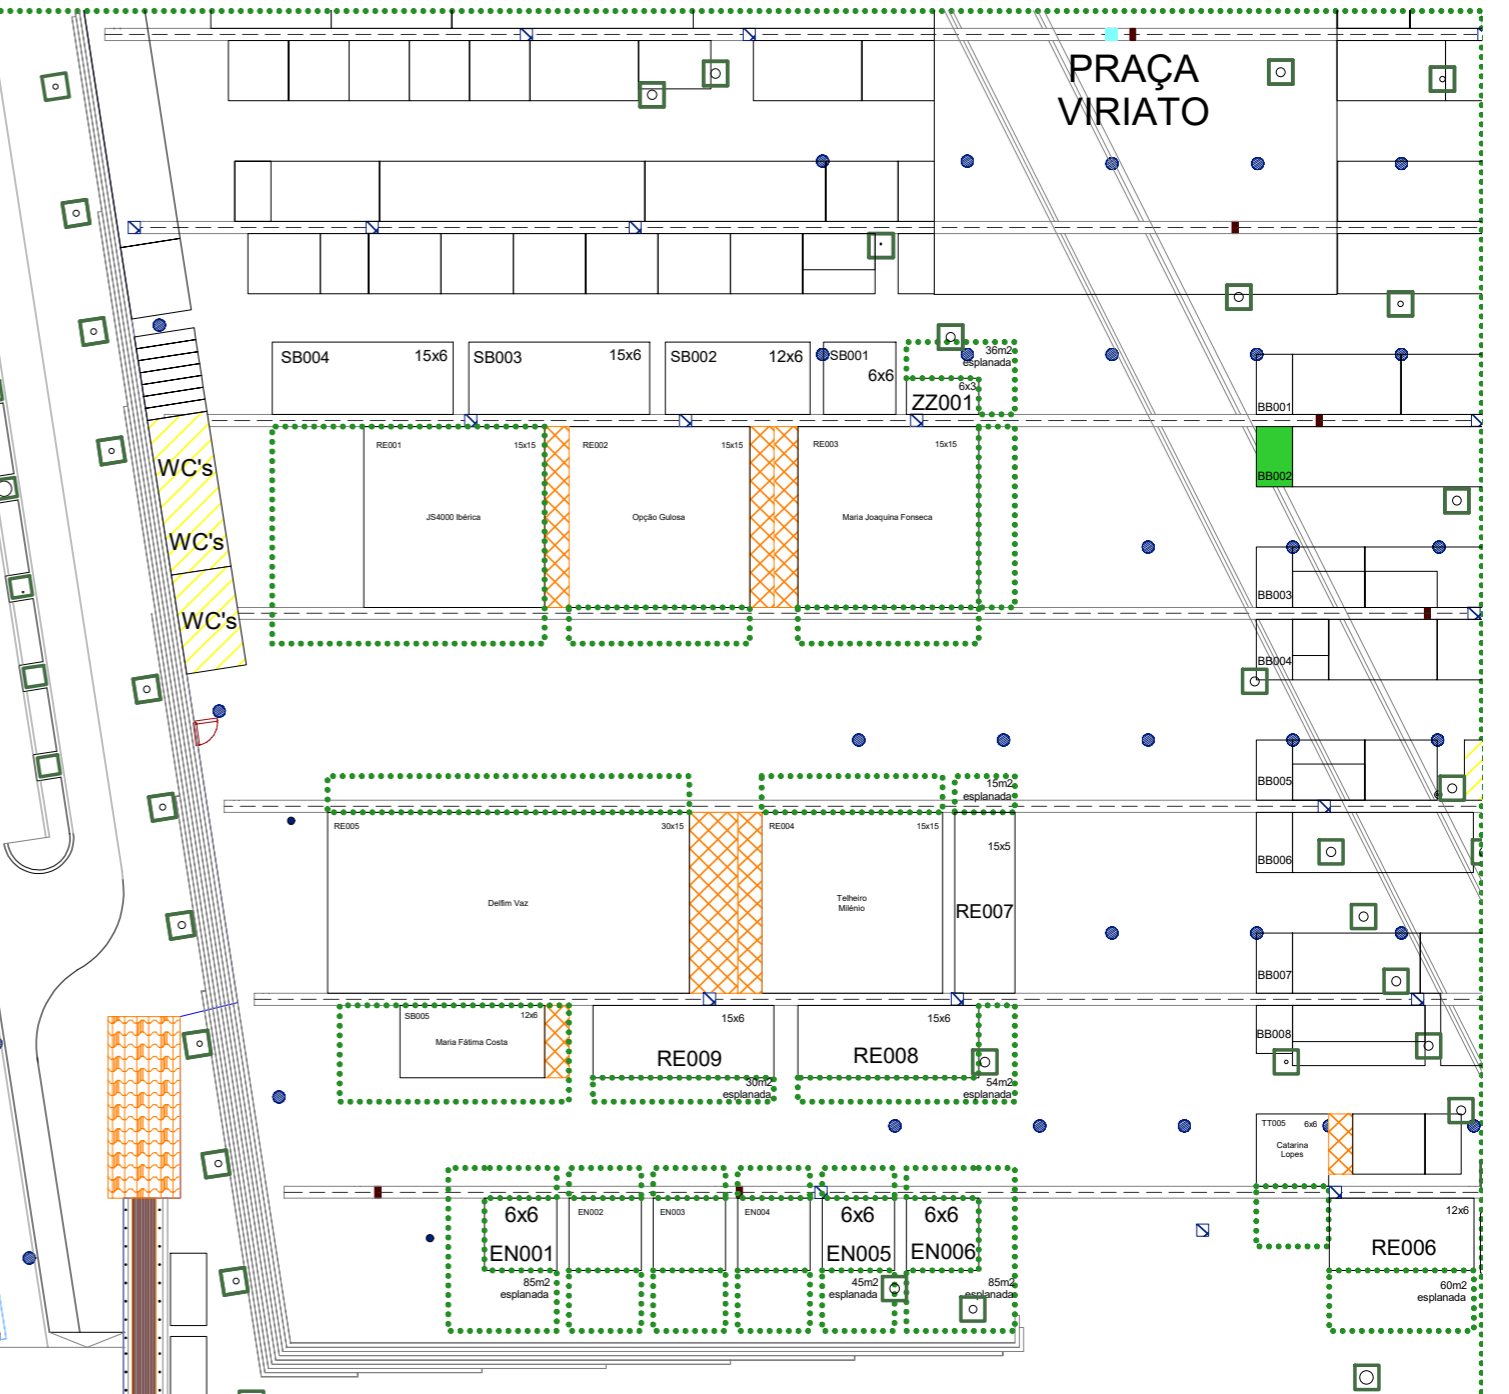 PRAÇA
VIRIATO
SB004 15x6
SB003 15x6
SB002 12x6
SB001
6x6
36m2
esplanada
6x3
ZZ001
BB001
WC's
WC's
WC's
RE001 15x15
JS4000 Ibérica
RE002 15x15
Opção Gulosa
RE003 15x15
Maria Joaquina Fonseca
BB002
BB003
BB004
BB005
BB006
BB007
BB008
RE005 30x15
Delfim Vaz
RE004 15x15
Telheiro
Milénio
15m2
esplanada
15x5
RE007
SB005 12x6
Maria Fátima Costa
15x6
RE009
30m2
esplanada
15x6
RE008
54m2
esplanada
TT005 6x6
Catarina
Lopes
6x6
EN001
85m2
esplanada
EN002
EN003
EN004
6x6
EN005
45m2
esplanada
6x6
EN006
85m2
esplanada
12x6
RE006
60m2
esplanada